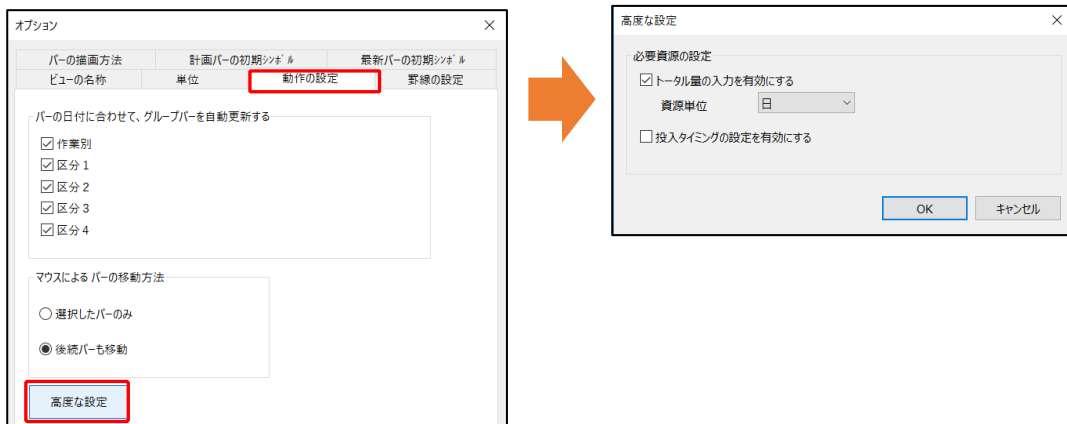 オプション
バーの描画方法
計画バーの初期シンボル
最新バーの初期シンボル
ビューの名称
単位
動作の設定
罫線の設定
バーの日付に合わせて、グループバーを自動更新する
作業別
区分1
区分2
区分3
区分4
マウスによる バーの移動方法
選択したバーのみ
後続バーも移動
高度な設定
高度な設定
必要資源の設定
トータル量の入力を有効にする
資源単位
日
投入タイミングの設定を有効にする
OK
キャンセル